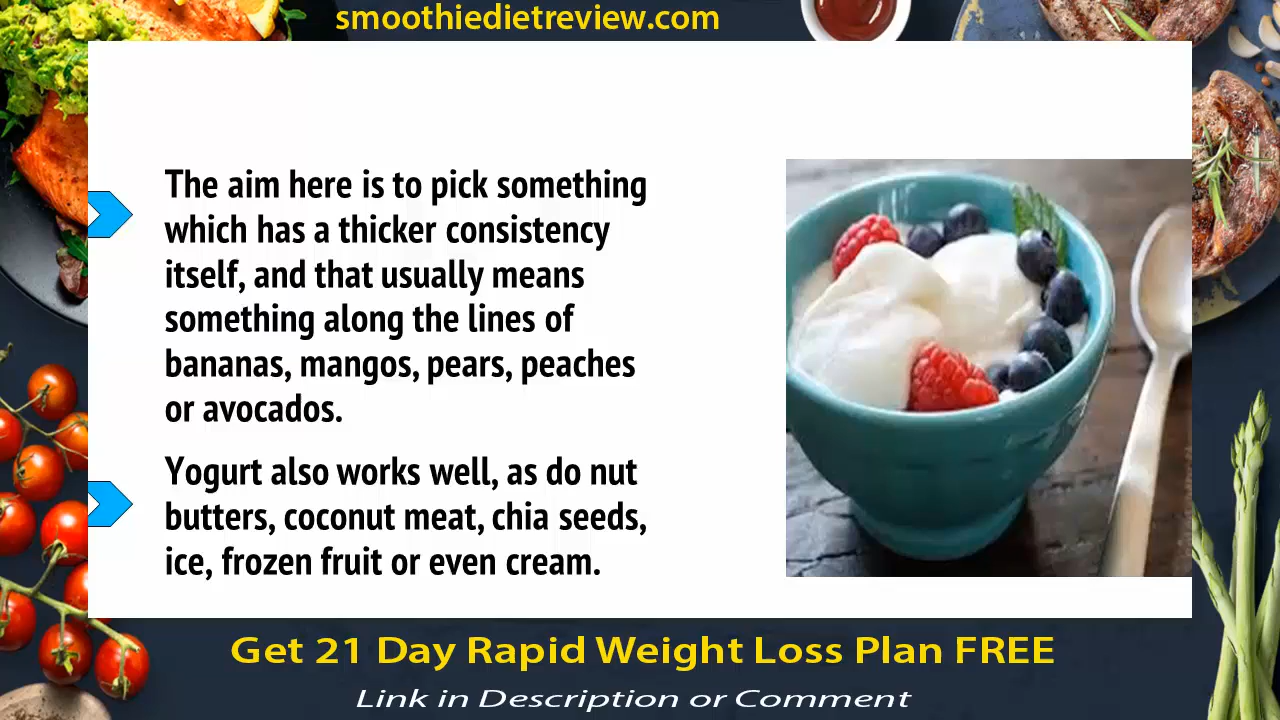 smoothiedietreview.com
The aim here is to pick something
which has a thicker consistency
itself, and that usually means
something along the lines of
bananas, mangos, pears, peaches
or avocados.
Yogurt also works well, as do nut
butters, coconut meat, chia seeds,
ice, frozen fruit or even cream.
Get 21 Day Rapid Weight Loss Plan FREE
Link in Description or Comment